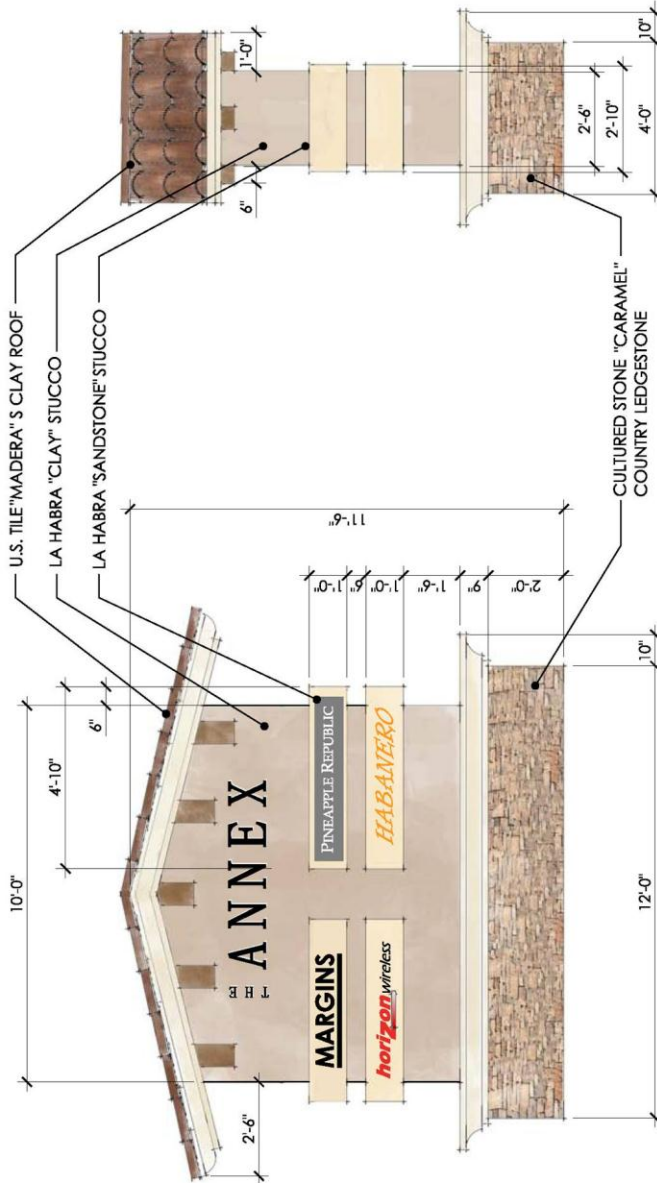 U.S. TILE "MADERA" S CLAY ROOF
LA HABRA "CLAY" STUCCO
LA HABRA "SANDSTONE" STUCCO
10'-0"
4'-10"
6"
2'-6"
THE ANNEX
MARGINS
PINEAPPLE REPUBLIC
horizon wireless
HABANERO
11'-6"
1'-0"
6"
1'-0"
1'-6"
9"
2'-0"
12'-0"
10"
CULTURED STONE "CARAMEL"
COUNTRY LEDGESTONE
6"
1'-0"
2'-6"
2'-10"
4'-0"
10"